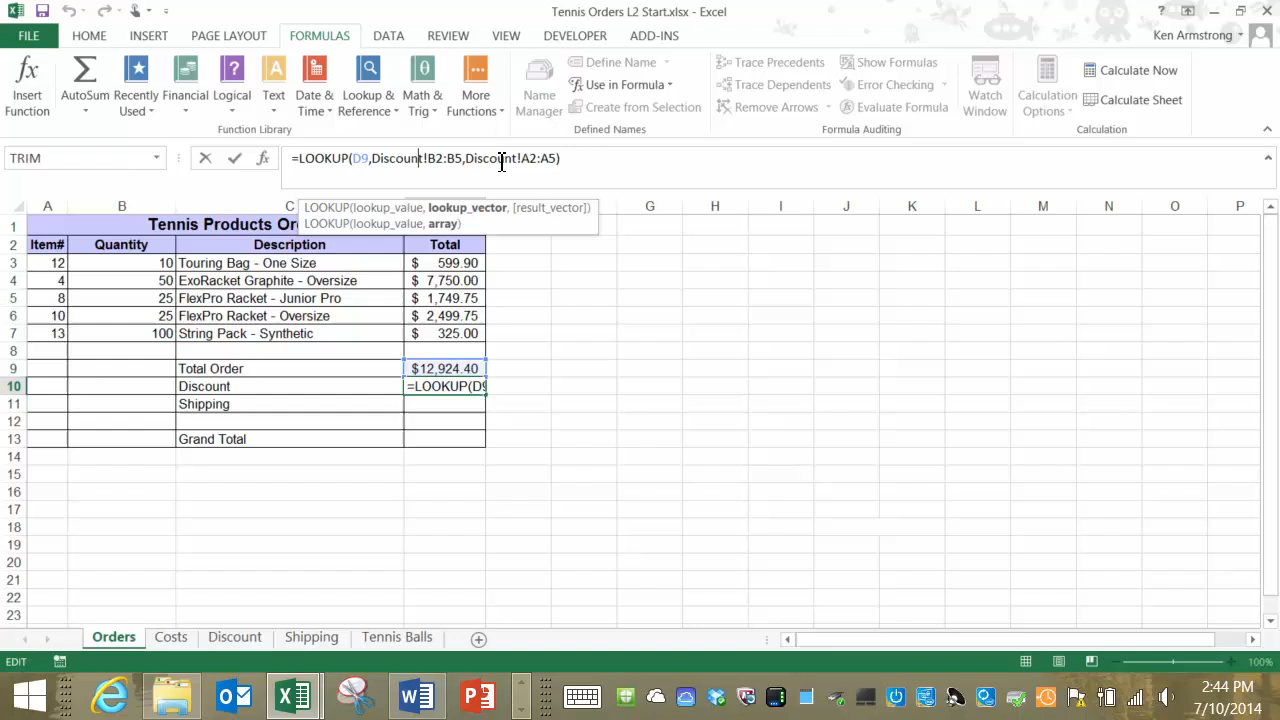 Tennis Orders L2 Start.xlsx - Excel
?
FILE HOME INSERT PAGE LAYOUT FORMULAS DATA REVIEW VIEW DEVELOPER ADD-INS Ken Armstrong
fx Insert Function
Σ AutoSum
Recently Used
Financial
? Logical
A Text
Date & Time
Lookup & Reference
θ Math & Trig
More Functions
Function Library
Name Manager
Define Name
Use in Formula
Create from Selection
Defined Names
Trace Precedents
Trace Dependents
Remove Arrows
Show Formulas
Error Checking
Evaluate Formula
Formula Auditing
Watch Window
Calculation Options
Calculate Now
Calculate Sheet
Calculation
TRIM fx =LOOKUP(D9,Discount!B2:B5,Discount!A2:A5)
LOOKUP(lookup_value, lookup_vector, [result_vector])
LOOKUP(lookup_value, array)
A B C G H I J K L M N O P
1 Tennis Products Or
2 Item# Quantity Description Total
3 12 10 Touring Bag - One Size $ 599.90
4 4 50 ExoRacket Graphite - Oversize $ 7,750.00
5 8 25 FlexPro Racket - Junior Pro $ 1,749.75
6 10 25 FlexPro Racket - Oversize $ 2,499.75
7 13 100 String Pack - Synthetic $ 325.00
8
9 Total Order $12,924.40
10 Discount =LOOKUP(D9
11 Shipping
12
13 Grand Total
14
15
16
17
18
19
20
21
22
23
Orders Costs Discount Shipping Tennis Balls
EDIT 100%
2:44 PM
7/10/2014